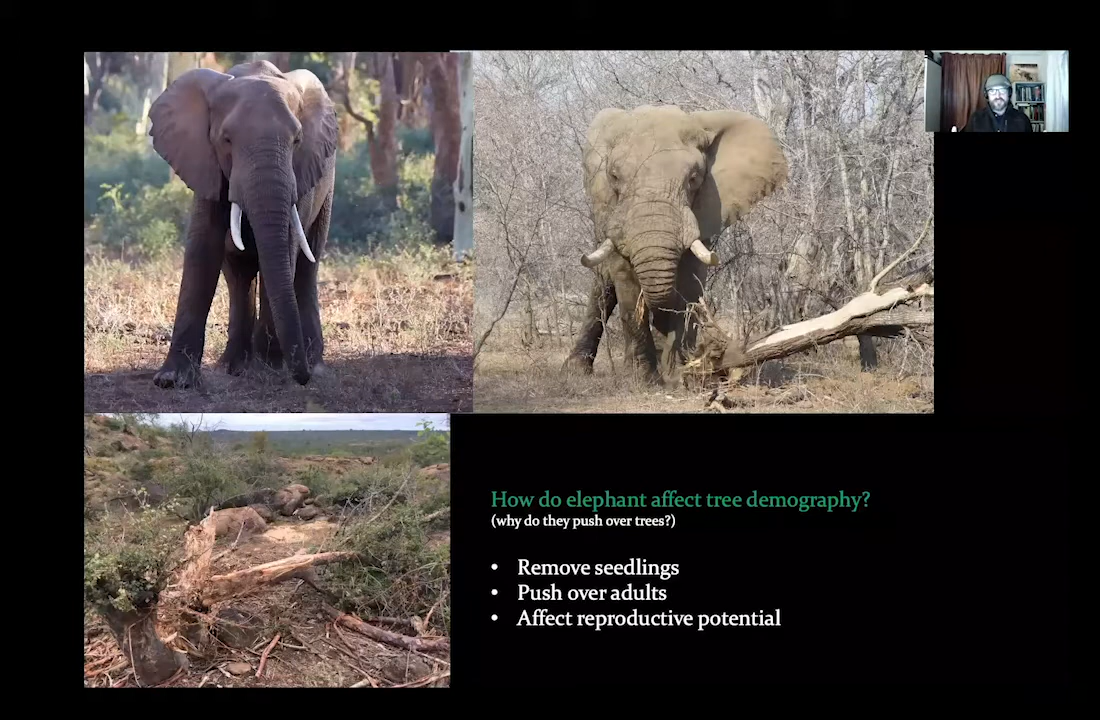 How do elephant affect tree demography?
(why do they push over trees?)
• Remove seedlings
• Push over adults
• Affect reproductive potential